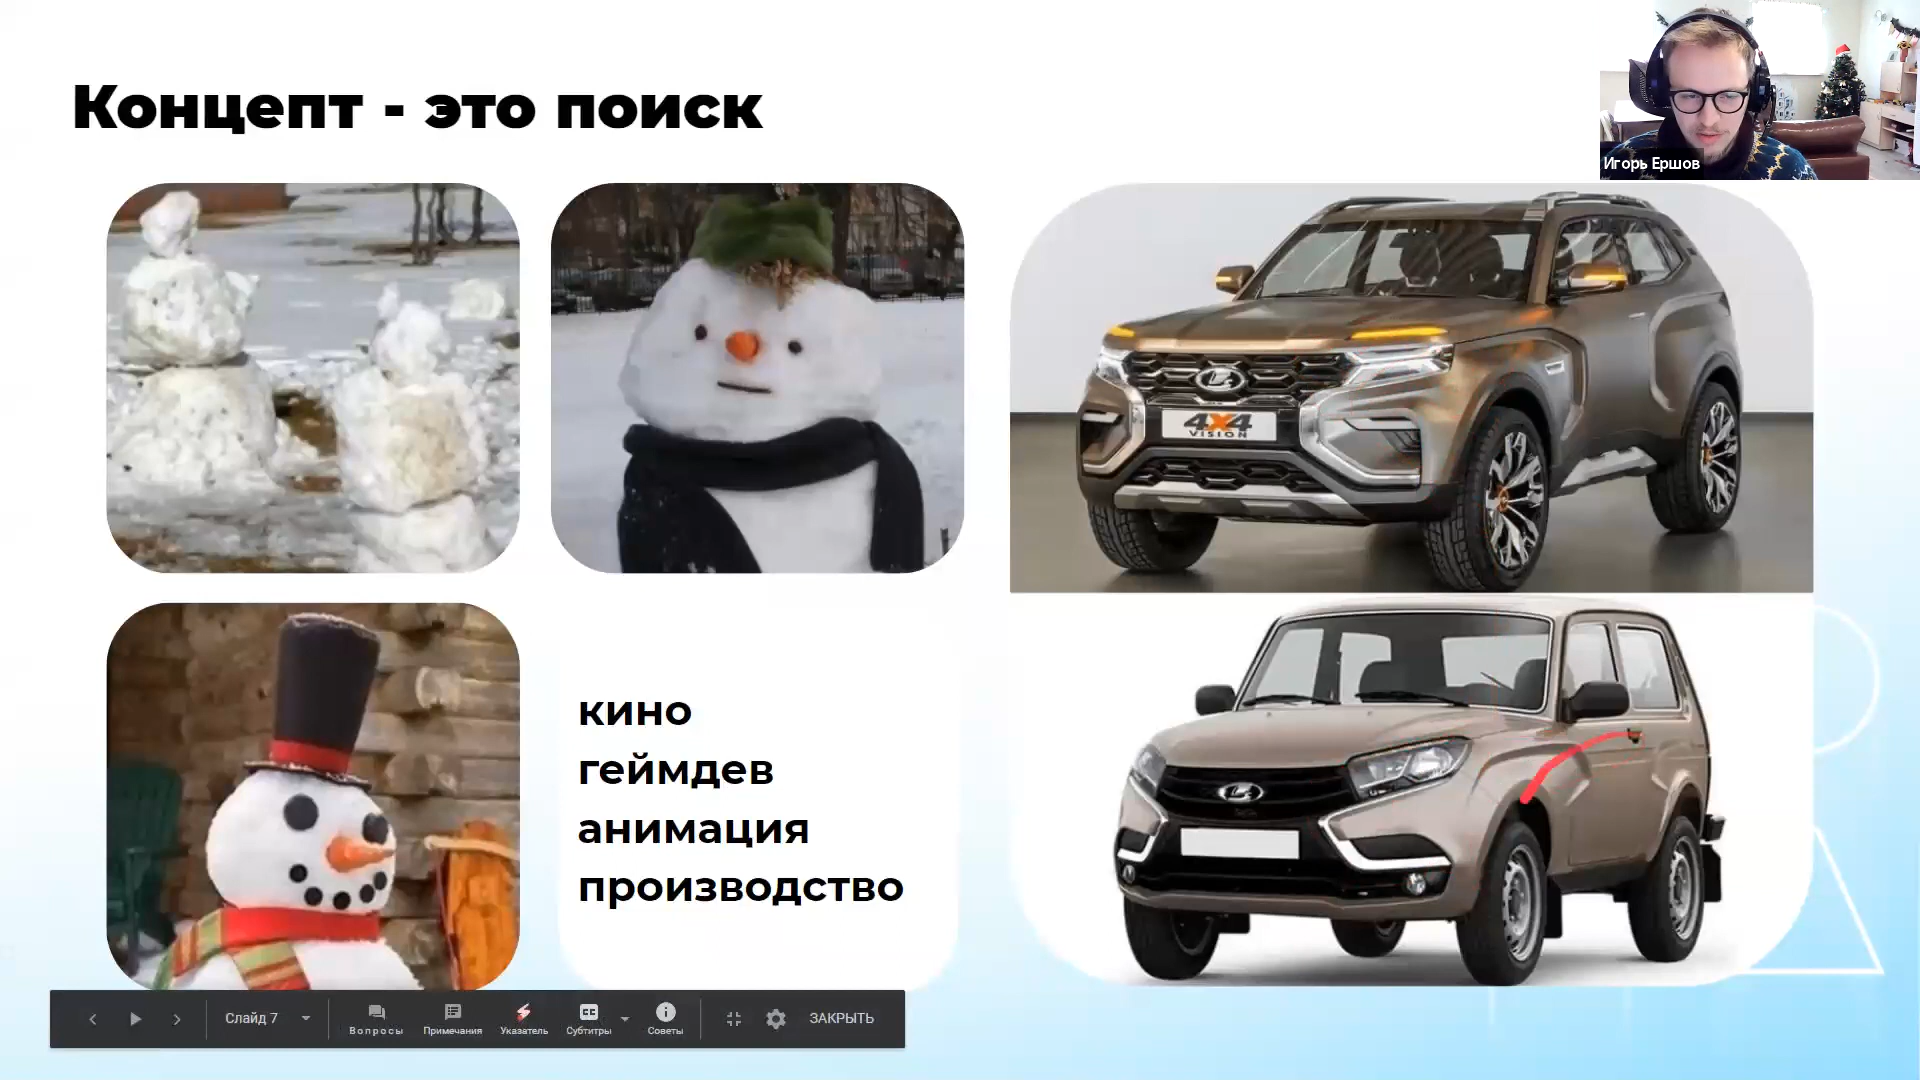 Концепт - это поиск
Игорь Ершов
4X4
VISION
кино
геймдев
анимация
производство
Слайд 7
Вопросы
Примечания
Указатель
Субтитры
Советы
ЗАКРЫТЬ